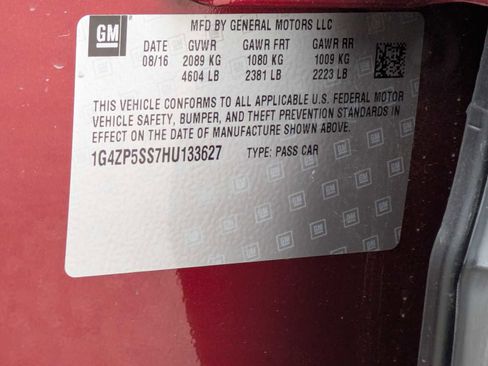 GM
MFD BY GENERAL MOTORS LLC
DATE GVWR GAWR FRT GAWR RR
08/16 2089 KG 1080 KG 1009 KG
4604 LB 2381 LB 2223 LB
THIS VEHICLE CONFORMS TO ALL APPLICABLE U.S. FEDERAL MOTOR
VEHICLE SAFETY, BUMPER, AND THEFT PREVENTION STANDARDS IN
EFFECT ON THE DATE OF MANUFACTURE SHOWN ABOVE.
1G4ZP5SS7HU133627 TYPE: PASS CAR